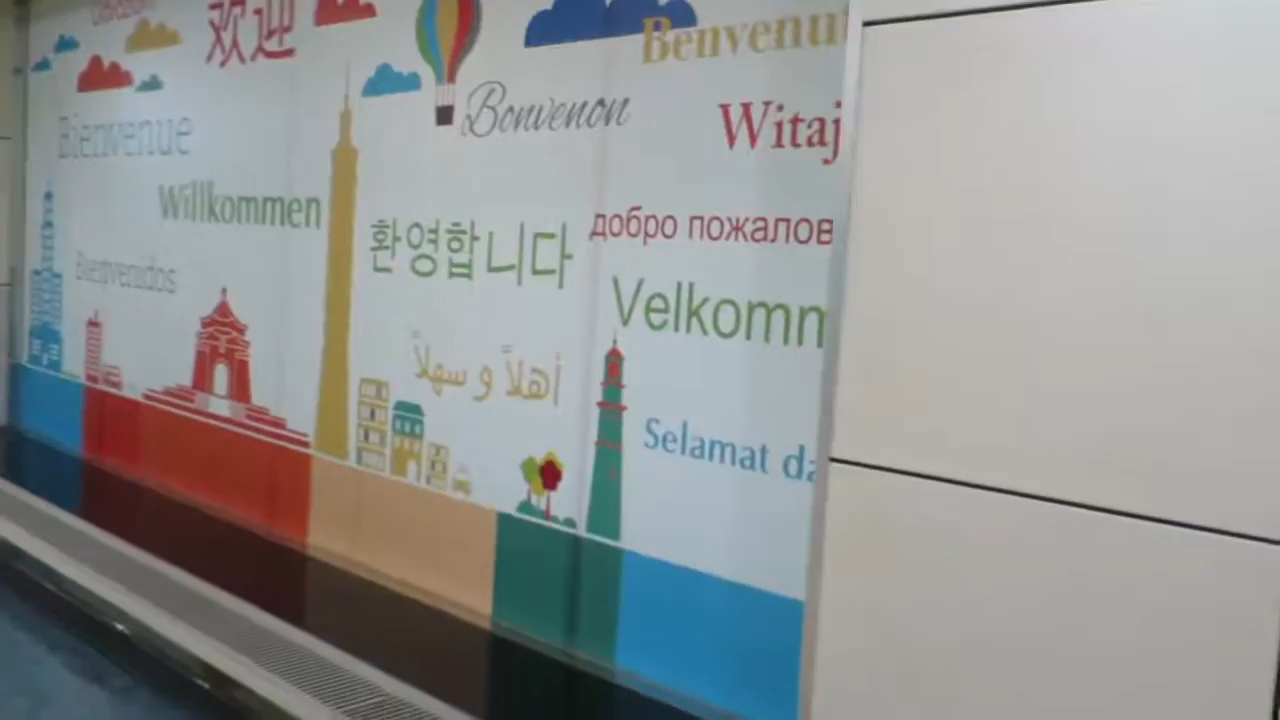 欢迎
Benvenu
Bonvenon
Witaj
Bienvenue
Willkommen
добро пожалов
환영합니다
Bienvenidos
Velkomm
أهلاً و سهلاً
Selamat da